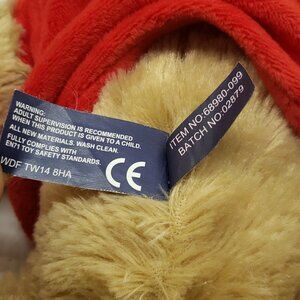 WARNING:
ADULT SUPERVISION IS RECOMMENDED
WHEN THIS PRODUCT IS GIVEN TO A CHILD.
ALL NEW MATERIALS. WASH CLEAN.
FULLY COMPLIES WITH
EN71 TOY SAFETY STANDARDS.
WDF TW14 8HA
CE
ITEM NO:68980-099
BATCH NO:02879